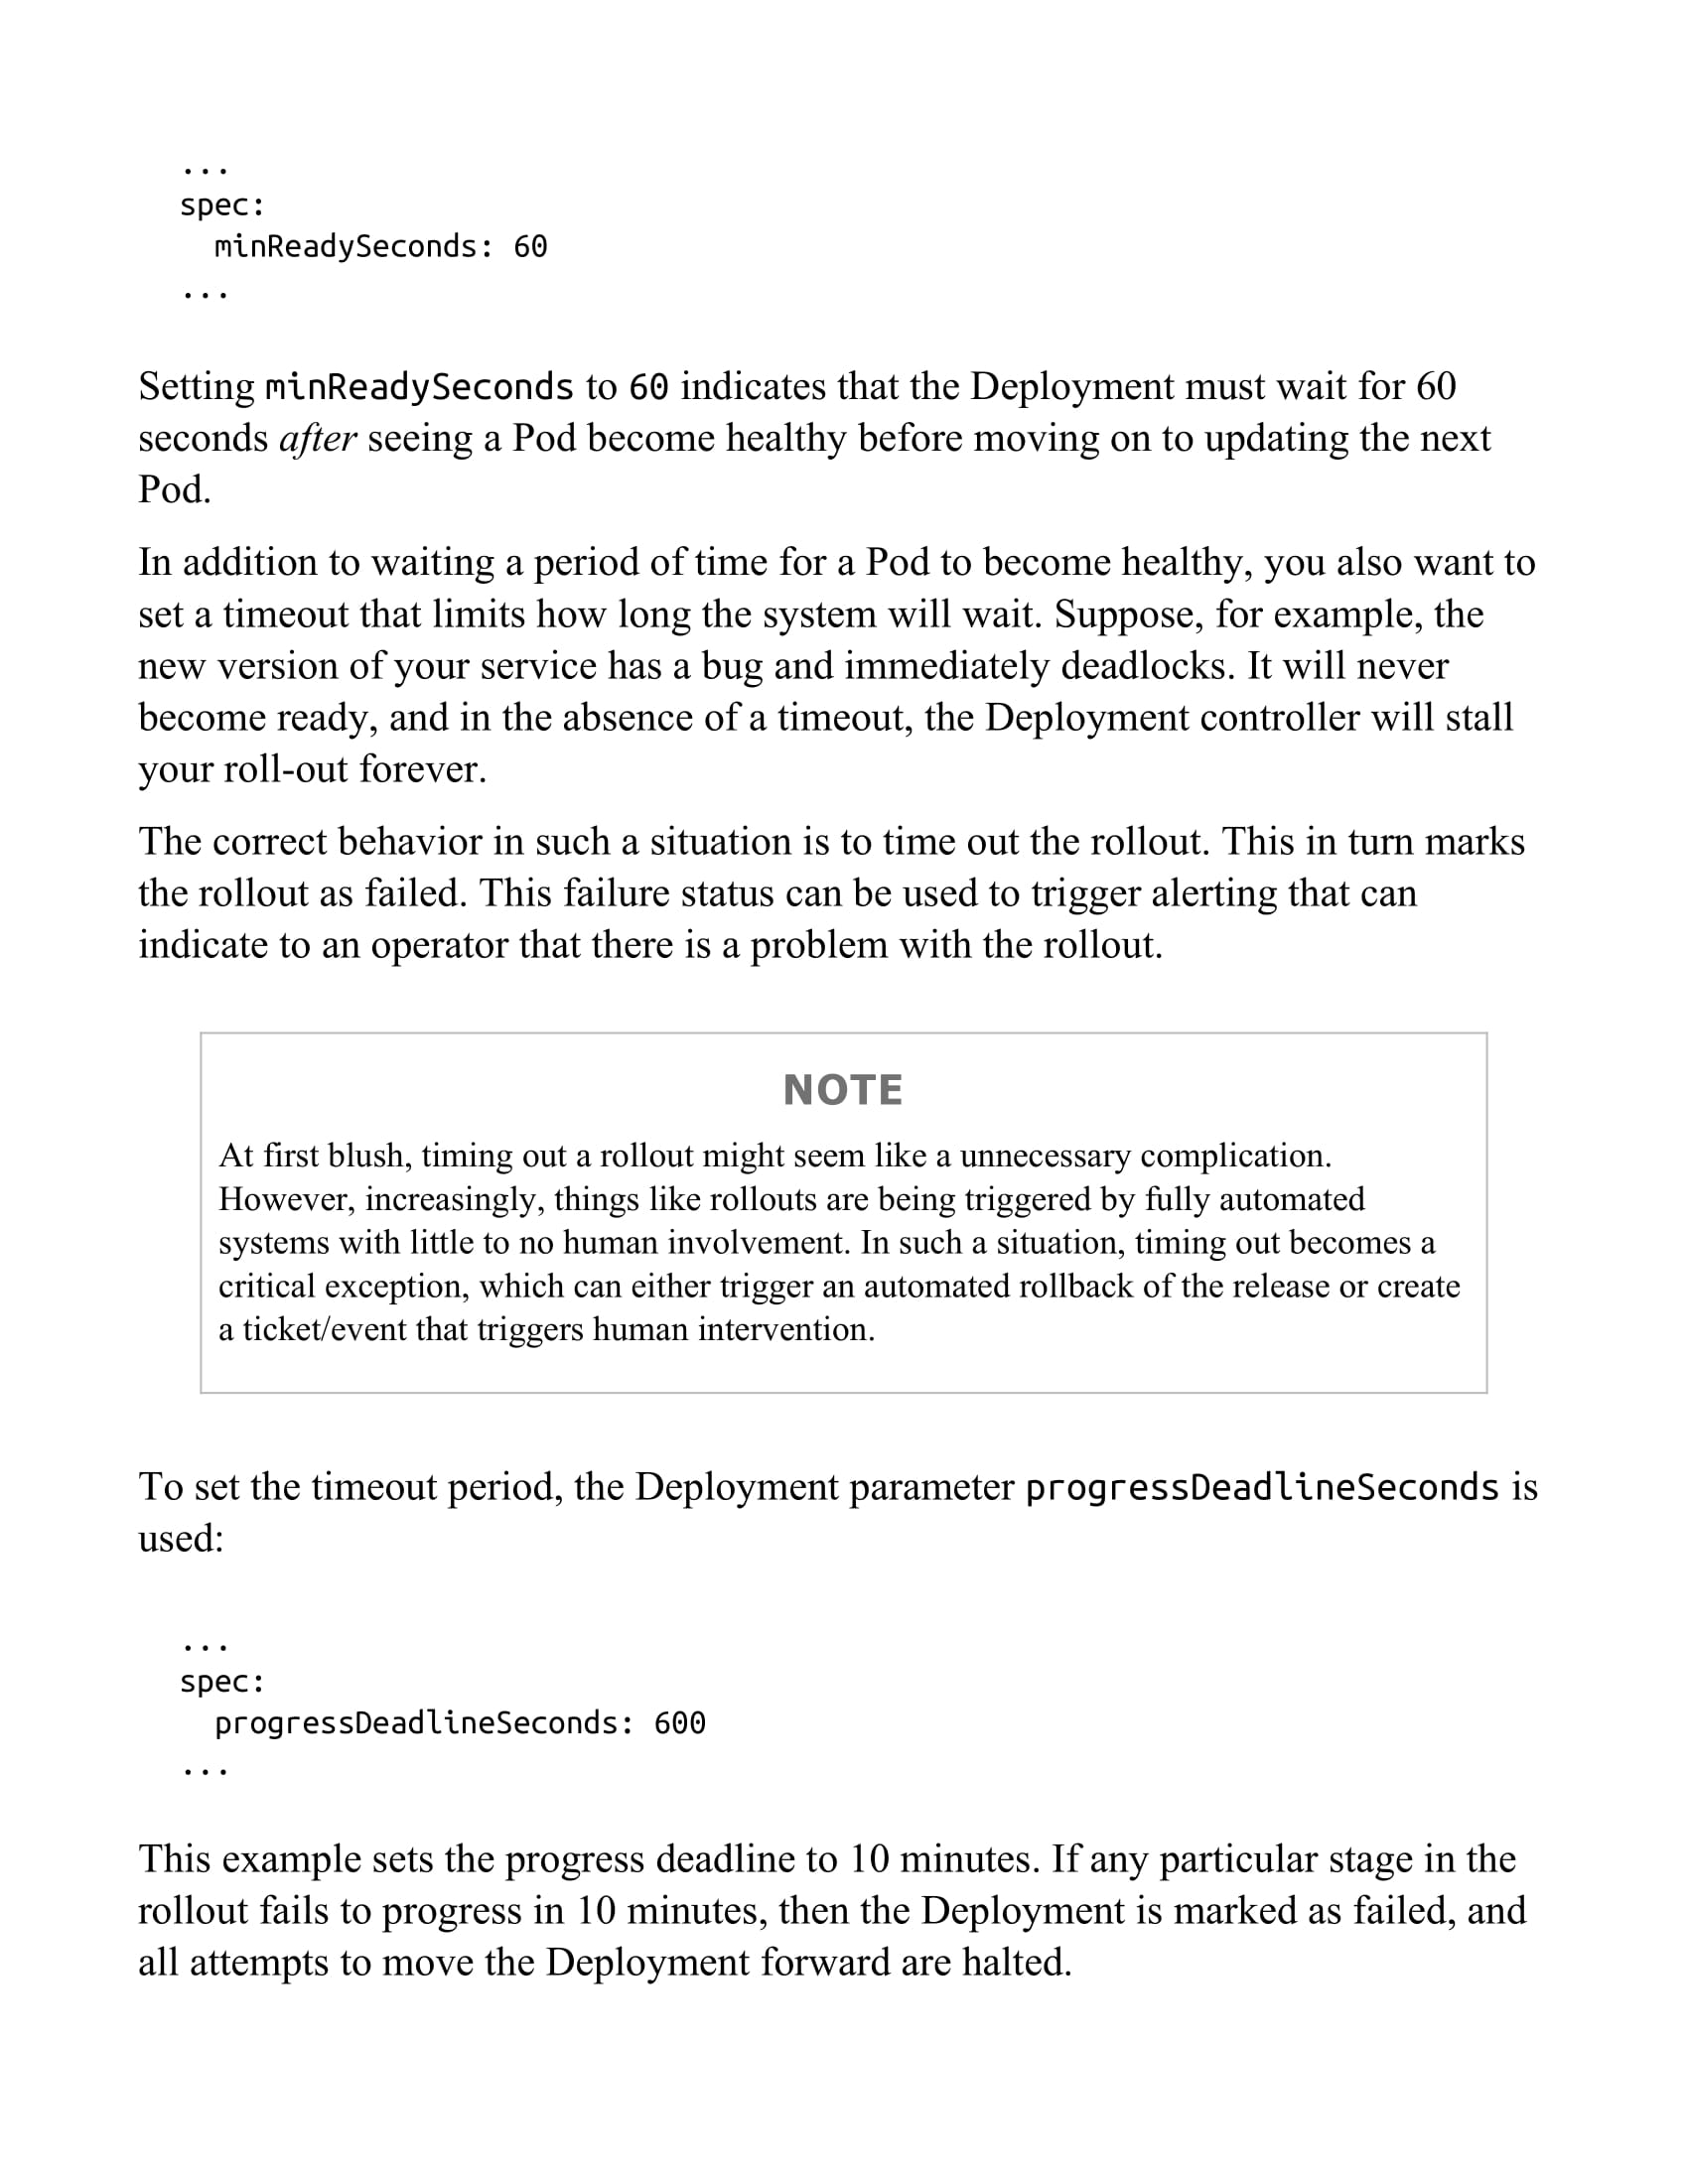 ...
spec:
  minReadySeconds: 60
...
Setting minReadySeconds to 60 indicates that the Deployment must wait for 60
seconds after seeing a Pod become healthy before moving on to updating the next
Pod.
In addition to waiting a period of time for a Pod to become healthy, you also want to
set a timeout that limits how long the system will wait. Suppose, for example, the
new version of your service has a bug and immediately deadlocks. It will never
become ready, and in the absence of a timeout, the Deployment controller will stall
your roll-out forever.
The correct behavior in such a situation is to time out the rollout. This in turn marks
the rollout as failed. This failure status can be used to trigger alerting that can
indicate to an operator that there is a problem with the rollout.
NOTE
At first blush, timing out a rollout might seem like a unnecessary complication.
However, increasingly, things like rollouts are being triggered by fully automated
systems with little to no human involvement. In such a situation, timing out becomes a
critical exception, which can either trigger an automated rollback of the release or create
a ticket/event that triggers human intervention.
To set the timeout period, the Deployment parameter progressDeadlineSeconds is
used:
...
spec:
  progressDeadlineSeconds: 600
...
This example sets the progress deadline to 10 minutes. If any particular stage in the
rollout fails to progress in 10 minutes, then the Deployment is marked as failed, and
all attempts to move the Deployment forward are halted.